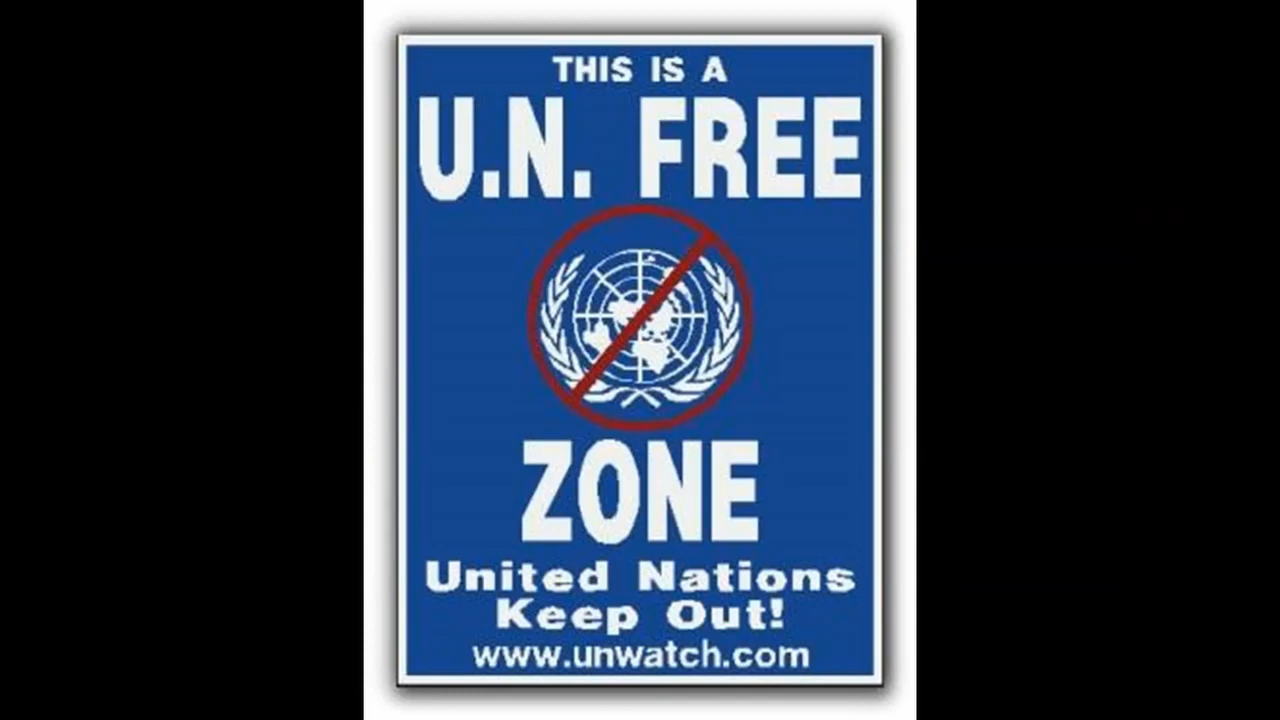 THIS IS A
U.N. FREE
ZONE
United Nations
Keep Out!
www.unwatch.com